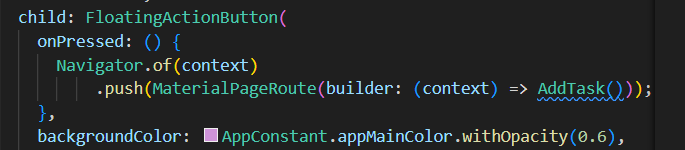 child: FloatingActionButton(
onPressed: () {
Navigator.of(context)
.push(MaterialPageRoute(builder: (context) => AddTask()));
},
backgroundColor: AppConstant.appMainColor.withOpacity(0.6),